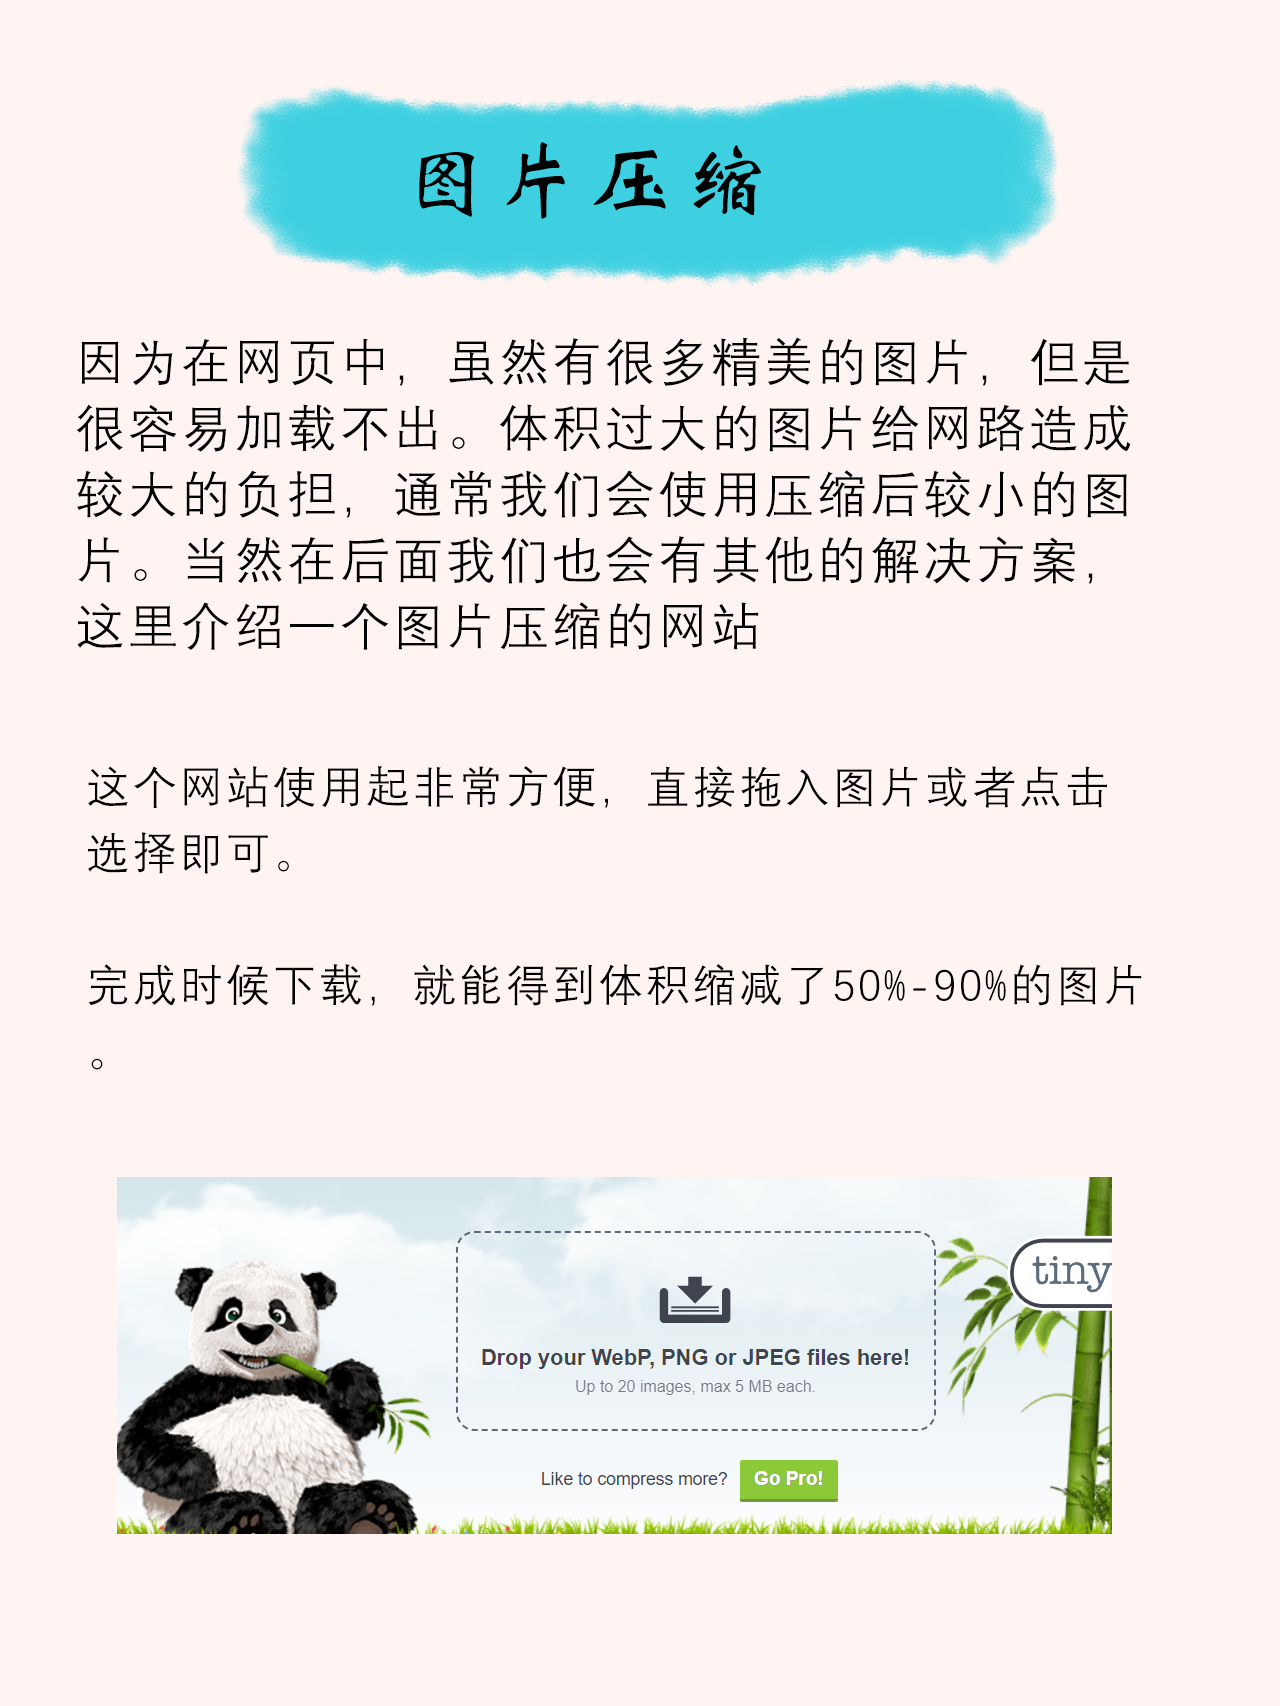 图片压缩
因为在网页中，虽然有很多精美的图片，但是
很容易加载不出。体积过大的图片给网路造成
较大的负担，通常我们会使用压缩后较小的图
片。当然在后面我们也会有其他的解决方案，
这里介绍一个图片压缩的网站
这个网站使用起非常方便，直接拖入图片或者点击
选择即可。
完成时候下载，就能得到体积缩减了50%-90%的图片
。
tiny
Drop your WebP, PNG or JPEG files here!
Up to 20 images, max 5 MB each.
Like to compress more? Go Pro!